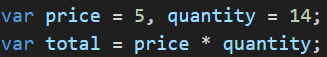 var price = 5, quantity = 14;
var total = price * quantity;